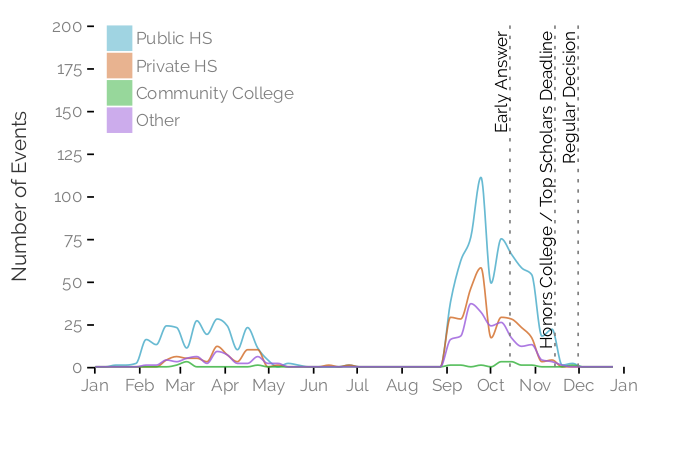 200
175
150
125
100
75
50
25
0
Number of Events
Public HS
Private HS
Community College
Other
Early Answer
Honors College / Top Scholars Deadline
Regular Decision
Jan Feb Mar Apr May Jun Jul Aug Sep Oct Nov Dec Jan